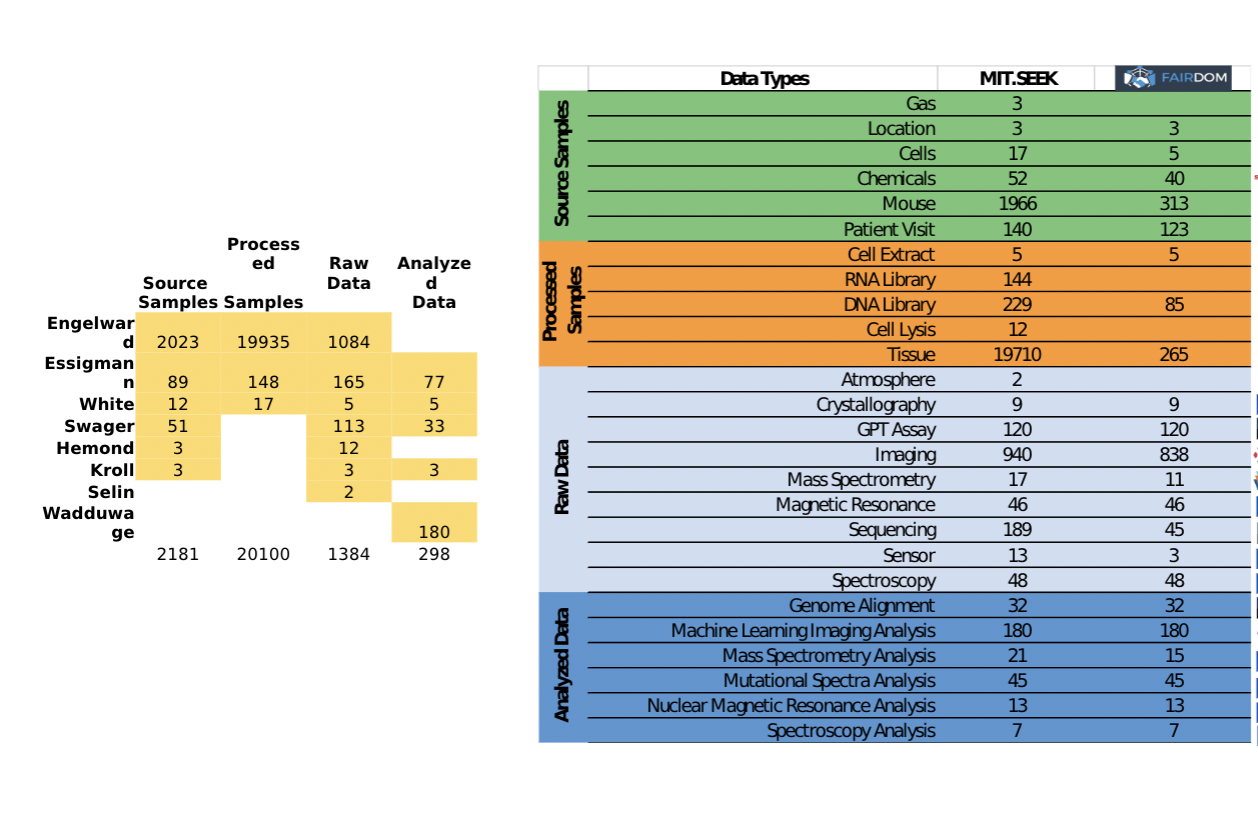 Source Samples Processed Samples Raw Data Analyzed Data
Engelward 2023 19935 1084
Essigmann 89 148 165 77
White 12 17 5 5
Swager 51 113 33
Hemond 3 12
Kroll 3 3 3
Selin 2
Wadduwage 180
2181 20100 1384 298
Data Types MIT.SEEK FAIRDOM
Source Samples
Gas 3
Location 3 3
Cells 17 5
Chemicals 52 40
Mouse 1966 313
Patient Visit 140 123
Processed Samples
Cell Extract 5 5
RNA Library 144
DNA Library 229 85
Cell Lysis 12
Tissue 19710 265
Raw Data
Atmosphere 2
Crystallography 9 9
GPT Assay 120 120
Imaging 940 838
Mass Spectrometry 17 11
Magnetic Resonance 46 46
Sequencing 189 45
Sensor 13 3
Spectroscopy 48 48
Analyzed Data
Genome Alignment 32 32
Machine Learning Imaging Analysis 180 180
Mass Spectrometry Analysis 21 15
Mutational Spectra Analysis 45 45
Nuclear Magnetic Resonance Analysis 13 13
Spectroscopy Analysis 7 7